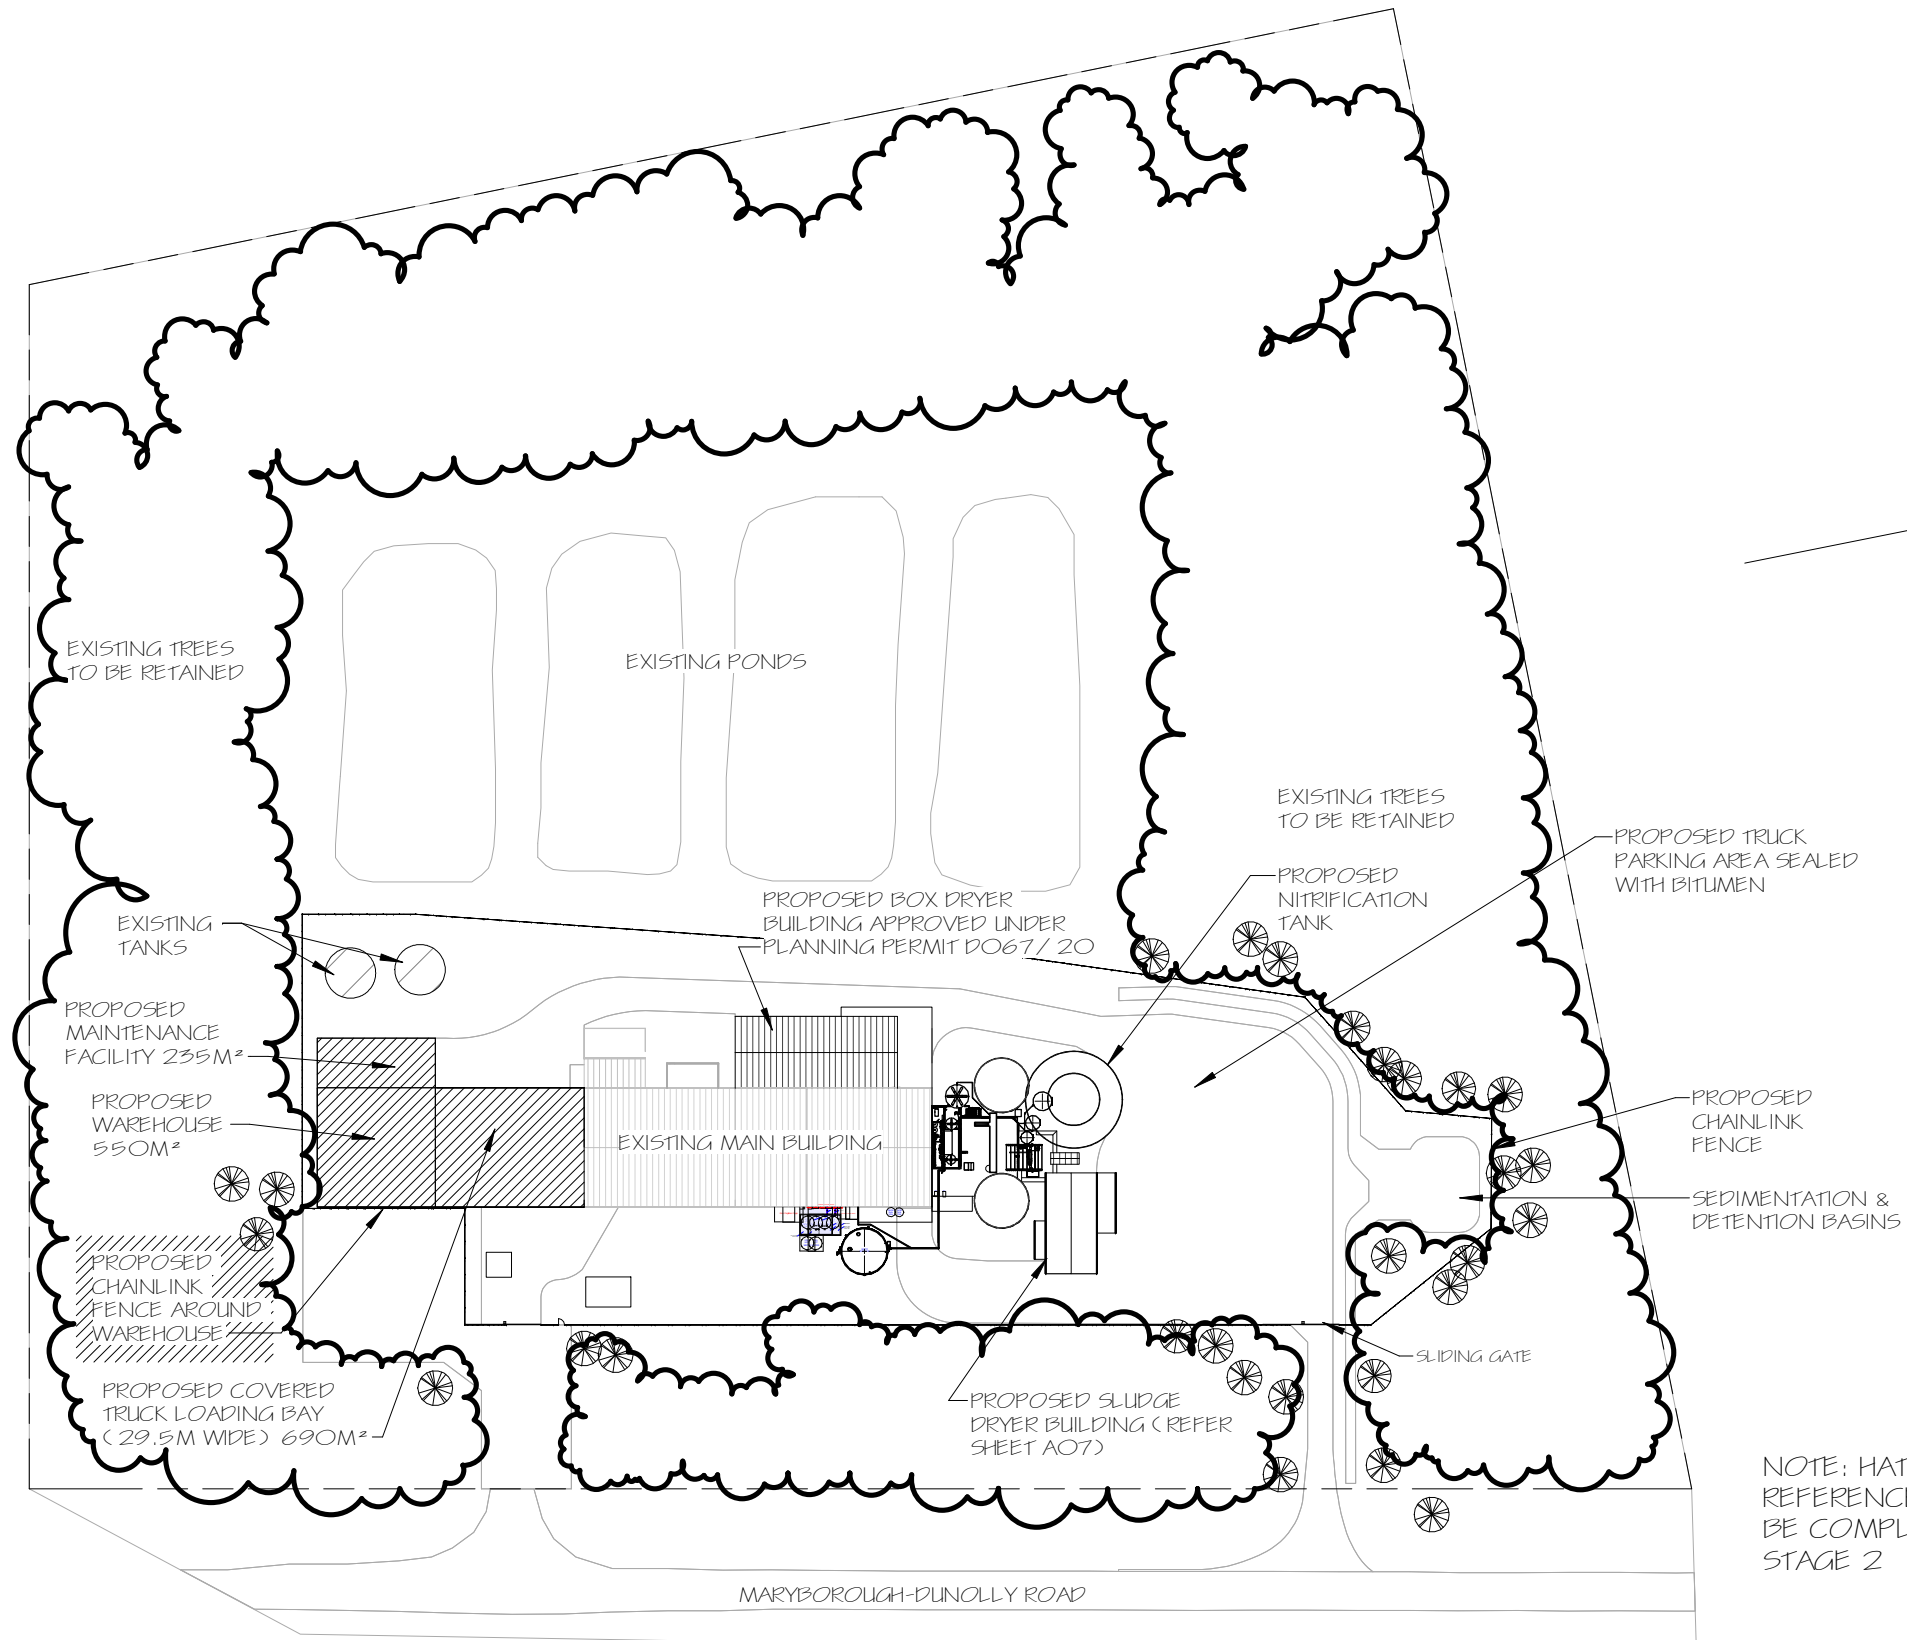 EXISTING TREES
TO BE RETAINED
EXISTING PONDS
EXISTING TREES
TO BE RETAINED
PROPOSED TRUCK
PARKING AREA SEALED
WITH BITUMEN
PROPOSED
NITRIFICATION
TANK
PROPOSED BOX DRYER
BUILDING APPROVED UNDER
PLANNING PERMIT D067/20
EXISTING
TANKS
PROPOSED
MAINTENANCE
FACILITY 235M²
PROPOSED
WAREHOUSE
550M²
EXISTING MAIN BUILDING
PROPOSED
CHAINLINK
FENCE
SEDIMENTATION &
DETENTION BASINS
PROPOSED
CHAINLINK
FENCE AROUND
WAREHOUSE
SLIDING GATE
PROPOSED COVERED
TRUCK LOADING BAY
(29.5M WIDE) 690M²
PROPOSED SLUDGE
DRYER BUILDING (REFER
SHEET A07)
NOTE: HAT
REFERENC
BE COMPL
STAGE 2
MARYBOROUGH-DUNOLLY ROAD